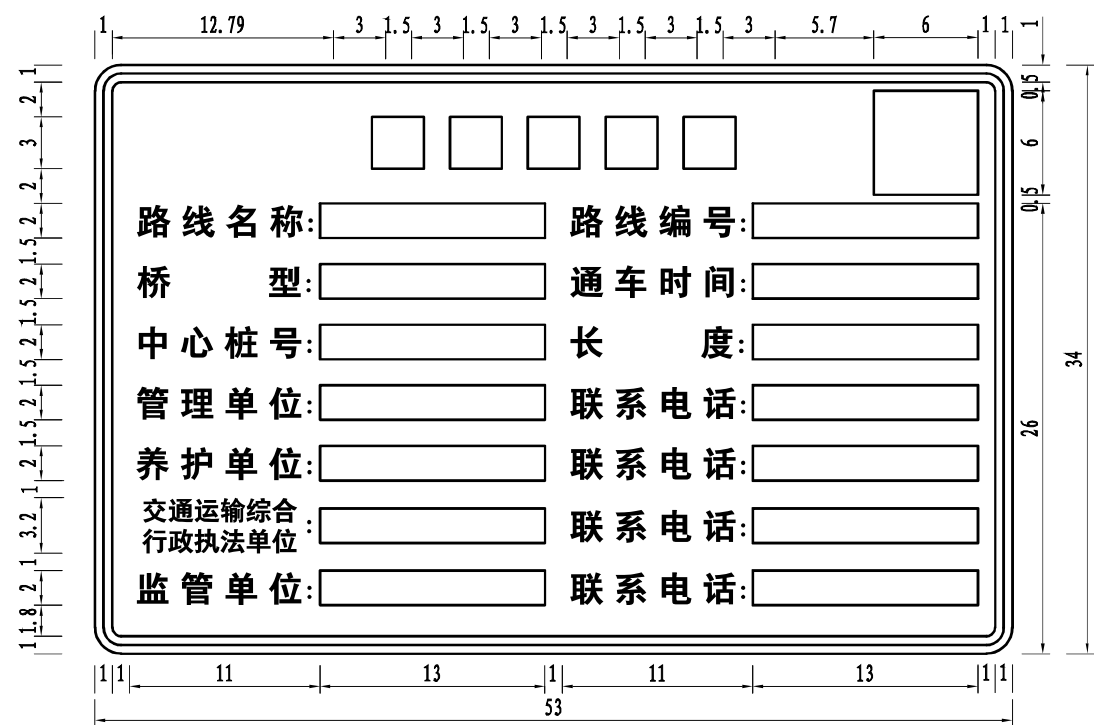 1 12.79 3 1.5 3 1.5 3 1.5 3 1.5 3 1.5 3 5.7 6 1 1 1
1 2 3 2 2 1.5 2 1.5 2 1.5 2 1.5 2 1 3.2 1 2 1.8 1
0.5 6 0.5 26 34
路线名称: 路线编号:
桥型: 通车时间:
中心桩号: 长度:
管理单位: 联系电话:
养护单位: 联系电话:
交通运输综合
行政执法单位: 联系电话:
监管单位: 联系电话:
1 1 11 13 1 11 13 1 1
53